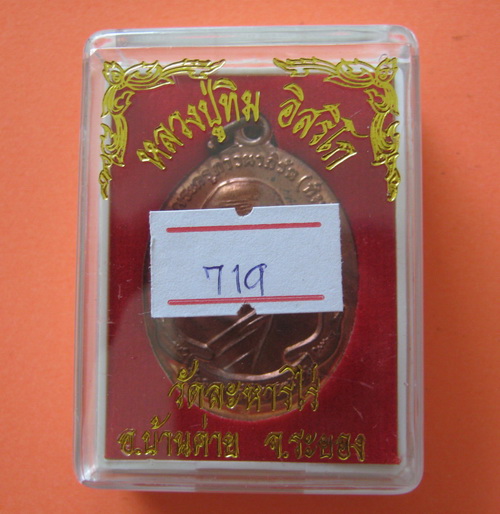 หลวงปู่ทิม อิสริโก
719
วัดละหารไร่
อ.บ้านค่าย จ.ระยอง